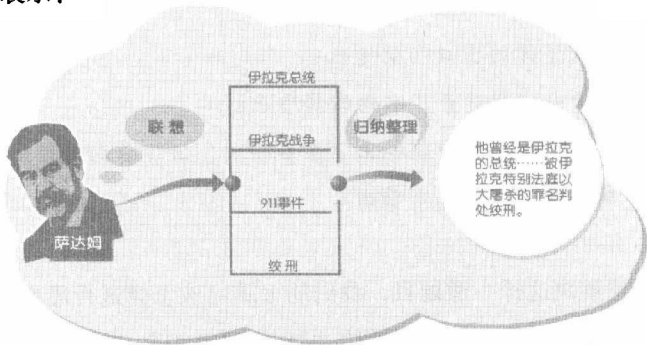 伊拉克总统
联想
伊拉克战争
归纳整理
911事件
绞刑
萨达姆
他曾经是伊拉克
的总统……被伊
拉克特别法庭以
大屠杀的罪名判
处绞刑。